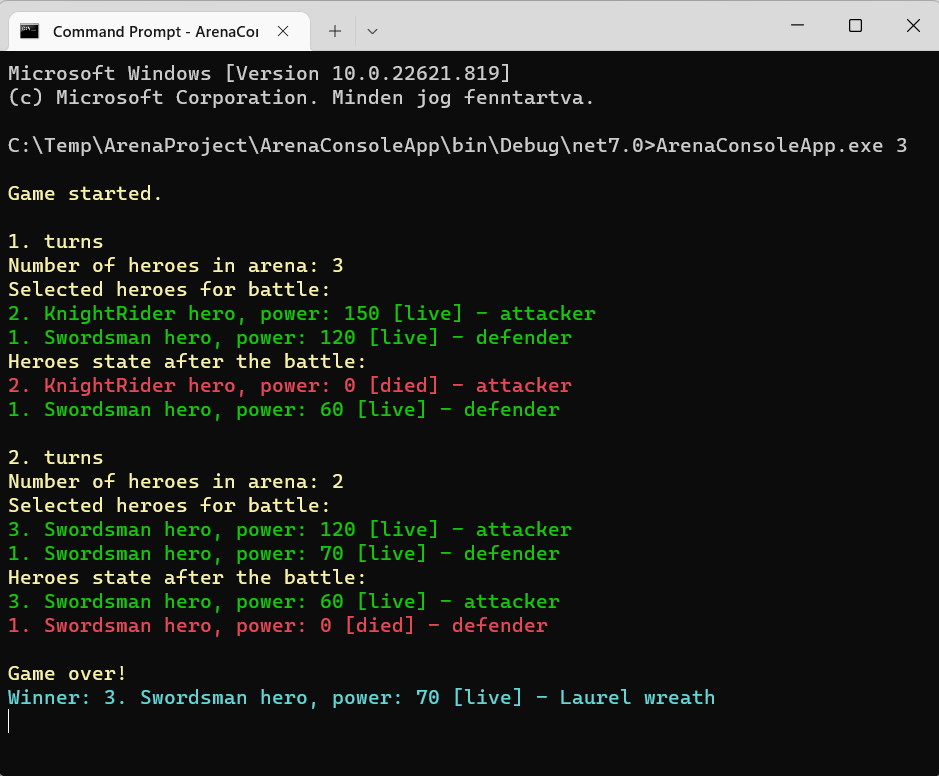 Command Prompt - ArenaCor
Microsoft Windows [Version 10.0.22621.819]
(c) Microsoft Corporation. Minden jog fenntartva.
C:\Temp\ArenaProject\ArenaConsoleApp\bin\Debug\net7.0>ArenaConsoleApp.exe 3
Game started.
1. turns
Number of heroes in arena: 3
Selected heroes for battle:
2. KnightRider hero, power: 150 [live] - attacker
1. Swordsman hero, power: 120 [live] - defender
Heroes state after the battle:
2. KnightRider hero, power: 0 [died] - attacker
1. Swordsman hero, power: 60 [live] - defender
2. turns
Number of heroes in arena: 2
Selected heroes for battle:
3. Swordsman hero, power: 120 [live] - attacker
1. Swordsman hero, power: 70 [live] - defender
Heroes state after the battle:
3. Swordsman hero, power: 60 [live] - attacker
1. Swordsman hero, power: 0 [died] - defender
Game over!
Winner: 3. Swordsman hero, power: 70 [live] - Laurel wreath